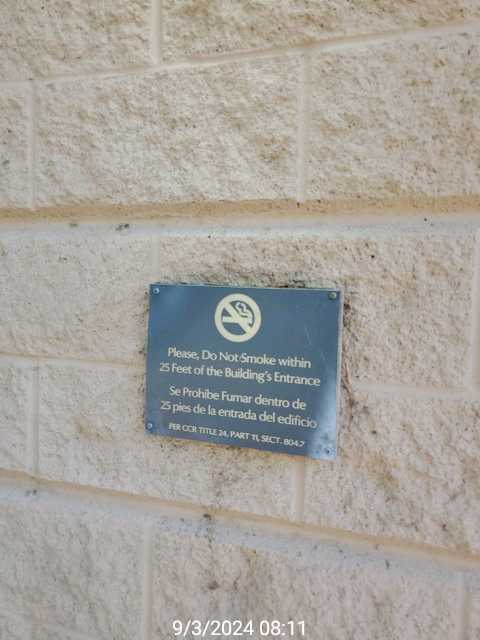 Please, Do Not Smoke within
25 Feet of the Building's Entrance
Se Prohibe Fumar dentro de
25 pies de la entrada del edificio
PER CCR TITLE 24, PART 11, SECT. 804.7
9/3/2024 08:11